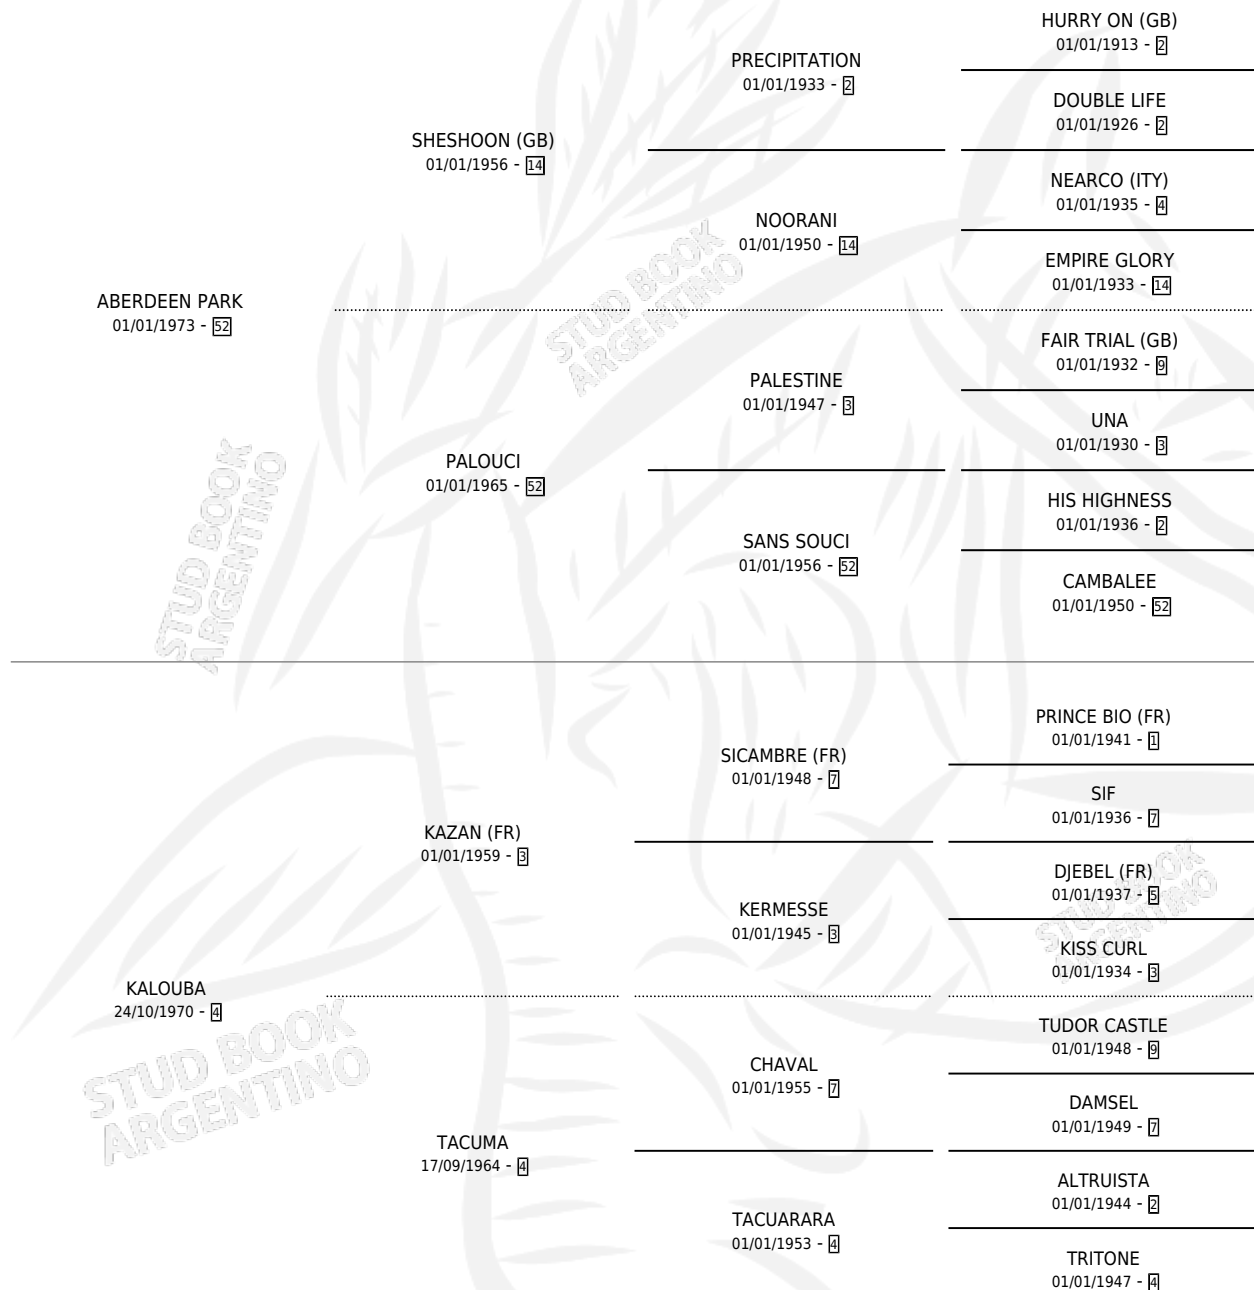 HURRY ON (GB)
01/01/1913 - 2
PRECIPITATION
01/01/1933 - 2
DOUBLE LIFE
01/01/1926 - 2
SHESHOON (GB)
01/01/1956 - 14
NEARCO (ITY)
01/01/1935 - 4
NOORANI
01/01/1950 - 14
EMPIRE GLORY
01/01/1933 - 14
ABERDEEN PARK
01/01/1973 - 52
STUD BOOK
ARGENTINO
FAIR TRIAL (GB)
01/01/1932 - 9
PALESTINE
01/01/1947 - 3
UNA
01/01/1930 - 3
PALOUCI
01/01/1965 - 52
HIS HIGHNESS
01/01/1936 - 2
SANS SOUCI
01/01/1956 - 52
CAMBALEE
01/01/1950 - 52
STUD BOOK
ARGENTINO
PRINCE BIO (FR)
01/01/1941 - 1
SICAMBRE (FR)
01/01/1948 - 7
SIF
01/01/1936 - 7
KAZAN (FR)
01/01/1959 - 3
DJEBEL (FR)
01/01/1937 - 5
KERMESSE
01/01/1945 - 3
STUD BOOK
ARGENTINO
KISS CURL
01/01/1934 - 3
KALOUBA
24/10/1970 - 4
STUD BOOK
ARGENTINO
TUDOR CASTLE
01/01/1948 - 9
CHAVAL
01/01/1955 - 7
DAMSEL
01/01/1949 - 7
TACUMA
17/09/1964 - 4
ALTRUISTA
01/01/1944 - 2
TACUARARA
01/01/1953 - 4
TRITONE
01/01/1947 - 4